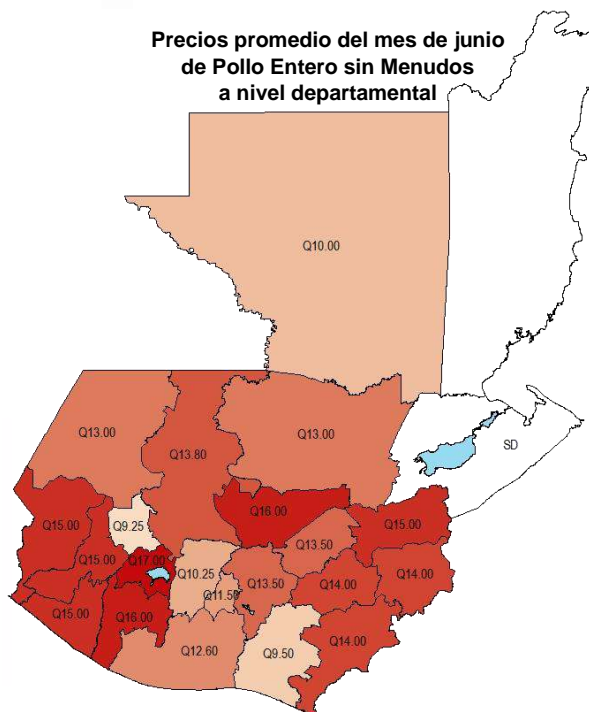 Precios promedio del mes de junio
de Pollo Entero sin Menudos
a nivel departamental
Q10.00
Q13.00
Q13.80
Q13.00
SD
Q16.00
Q15.00
Q9.25
Q15.00
Q13.50
Q15.00
Q17.00
Q10.25
Q13.50
Q14.00
Q14.00
Q11.50
Q15.00
Q16.00
Q14.00
Q12.60
Q9.50